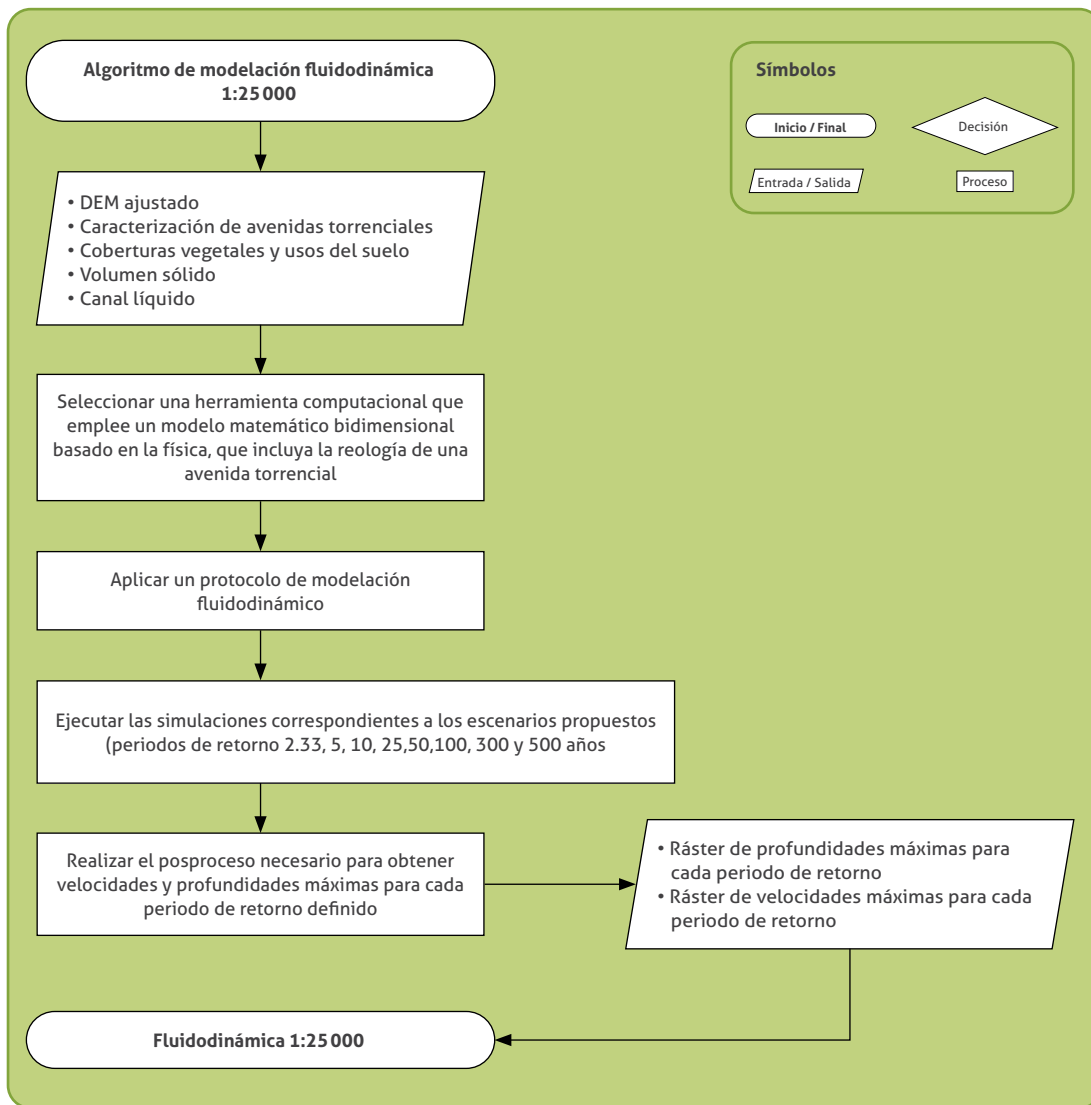 Algoritmo de modelación fluidodinámica
1:25 000
Símbolos
Inicio / Final
Decisión
Entrada / Salida
Proceso
• DEM ajustado
• Caracterización de avenidas torrenciales
• Coberturas vegetales y usos del suelo
• Volumen sólido
• Canal líquido
Seleccionar una herramienta computacional que
emplee un modelo matemático bidimensional
basado en la física, que incluya la reología de una
avenida torrencial
Aplicar un protocolo de modelación
fluidodinámico
Ejecutar las simulaciones correspondientes a los escenarios propuestos
(periodos de retorno 2.33, 5, 10, 25,50,100, 300 y 500 años
Realizar el posproceso necesario para obtener
velocidades y profundidades máximas para cada
periodo de retorno definido
• Ráster de profundidades máximas para
cada periodo de retorno
• Ráster de velocidades máximas para cada
periodo de retorno
Fluidodinámica 1:25 000